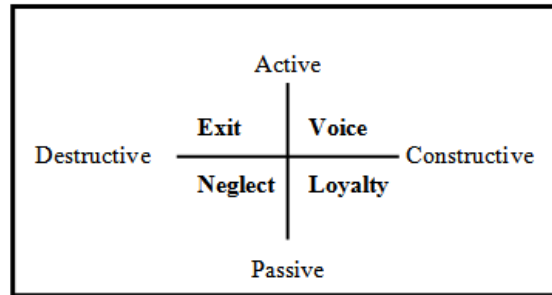 Active
Exit Voice
Destructive Constructive
Neglect Loyalty
Passive